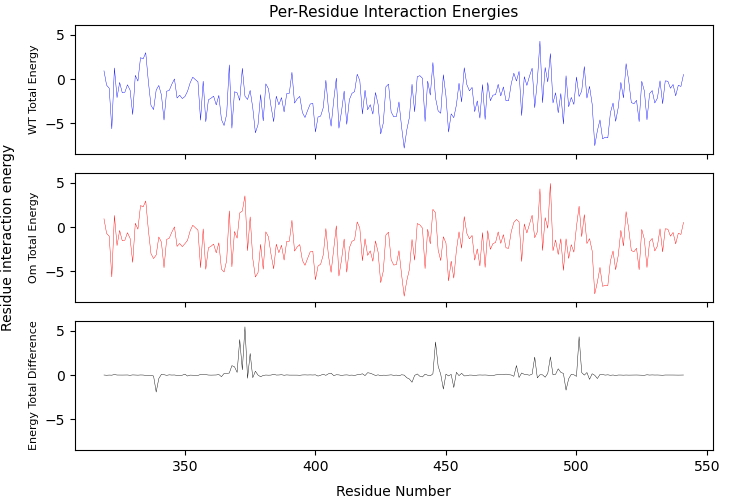 Per-Residue Interaction Energies
Residue interaction energy
WT Total Energy
5
0
−5
Om Total Energy
5
0
−5
Energy Total Difference
5
0
−5
350
400
450
500
550
Residue Number